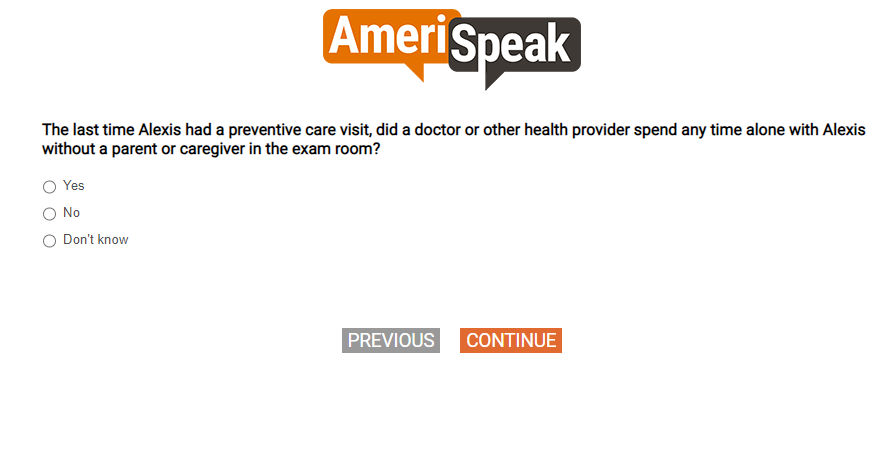 AmeriSpeak
The last time Alexis had a preventive care visit, did a doctor or other health provider spend any time alone with Alexis
without a parent or caregiver in the exam room?
Yes
No
Don't know
PREVIOUS CONTINUE